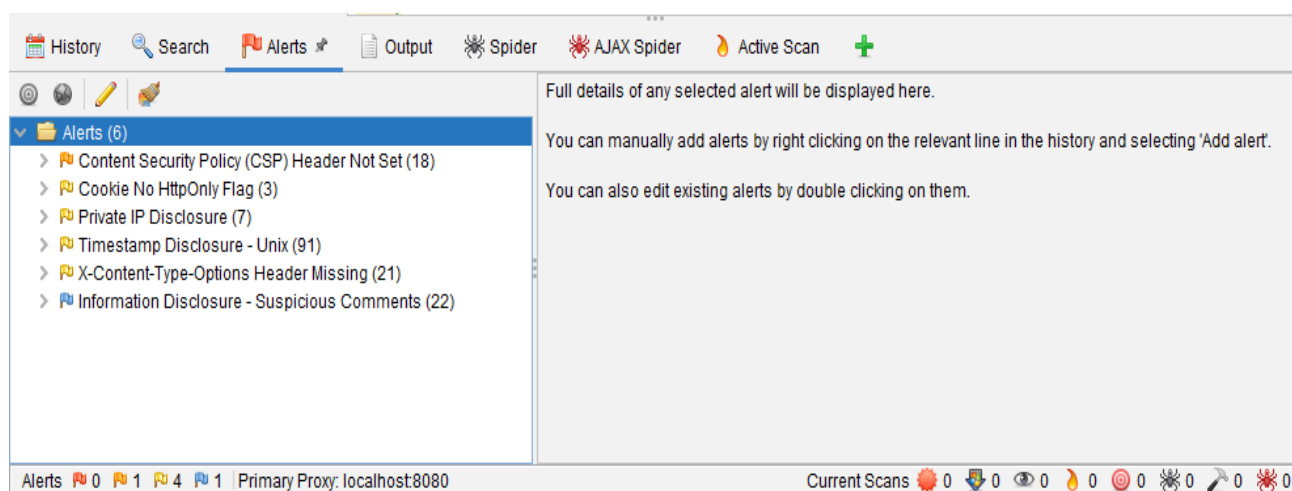 History Search Alerts Output Spider AJAX Spider Active Scan
Full details of any selected alert will be displayed here.
You can manually add alerts by right clicking on the relevant line in the history and selecting 'Add alert'.
You can also edit existing alerts by double clicking on them.
Alerts (6)
Content Security Policy (CSP) Header Not Set (18)
Cookie No HttpOnly Flag (3)
Private IP Disclosure (7)
Timestamp Disclosure - Unix (91)
X-Content-Type-Options Header Missing (21)
Information Disclosure - Suspicious Comments (22)
Alerts 0 1 4 1 Primary Proxy: localhost:8080 Current Scans 0 0 0 0 0 0 0 0